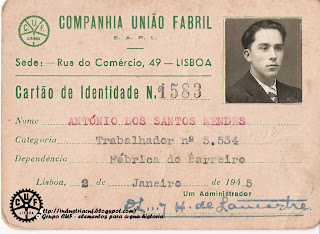 CUF
LISBOA
COMPANHIA UNIÃO FABRIL
S. A. R. L.
Sede: — Rua do Comércio, 49 — LISBOA
Cartão de Identidade N.º 1583
Nome ANTÓNIO DOS SANTOS MENDES
Categoria Trabalhador nº 5.534
Dependência Fábrica do Barreiro
Lisboa, 2 de Janeiro de 1945
Um Administrador
H. de
http://industriacuf.blogspot.com/
Grupo CUF - elementos para a sua história